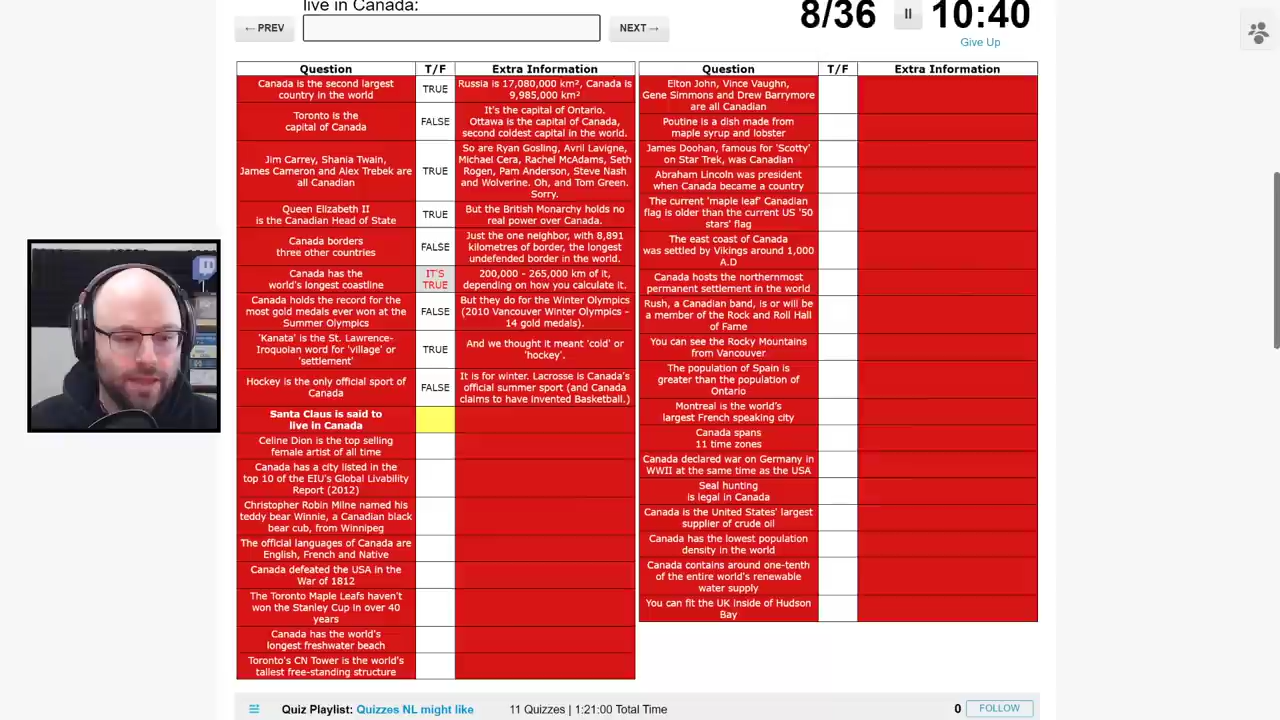 live in Canada:
← PREV
NEXT →
8/36
10:40
Give Up
Question T/F Extra Information
Canada is the second largest
country in the world
TRUE
Russia is 17,080,000 km², Canada is
9,985,000 km²
Toronto is the
capital of Canada
FALSE
It's the capital of Ontario.
Ottawa is the capital of Canada,
second coldest capital in the world.
Jim Carrey, Shania Twain,
James Cameron and Alex Trebek are
all Canadian
TRUE
So are Ryan Gosling, Avril Lavigne,
Michael Cera, Rachel McAdams, Seth
Rogen, Pam Anderson, Steve Nash
and Wolverine. Oh, and Tom Green.
Sorry.
Queen Elizabeth II
is the Canadian Head of State
TRUE
But the British Monarchy holds no
real power over Canada.
Canada borders
three other countries
FALSE
Just the one neighbor, with 8,891
kilometres of border, the longest
undefended border in the world.
Canada has the
world's longest coastline
IT'S
TRUE
200,000 - 265,000 km of it,
depending on how you calculate it.
Canada holds the record for the
most gold medals ever won at the
Summer Olympics
FALSE
But they do for the Winter Olympics
(2010 Vancouver Winter Olympics -
14 gold medals).
'Kanata' is the St. Lawrence-
Iroquoian word for 'village' or
'settlement'
TRUE
And we thought it meant 'cold' or
'hockey'.
Hockey is the only official sport of
Canada
FALSE
It is for winter. Lacrosse is Canada's
official summer sport (and Canada
claims to have invented Basketball.)
Santa Claus is said to
live in Canada
Celine Dion is the top selling
female artist of all time
Canada has a city listed in the
top 10 of the EIU's Global Livability
Report (2012)
Christopher Robin Milne named his
teddy bear Winnie, a Canadian black
bear cub, from Winnipeg
The official languages of Canada are
English, French and Native
Canada defeated the USA in the
War of 1812
The Toronto Maple Leafs haven't
won the Stanley Cup in over 40
years
Canada has the world's
longest freshwater beach
Toronto's CN Tower is the world's
tallest free-standing structure
Question T/F Extra Information
Elton John, Vince Vaughn,
Gene Simmons and Drew Barrymore
are all Canadian
Poutine is a dish made from
maple syrup and lobster
James Doohan, famous for 'Scotty'
on Star Trek, was Canadian
Abraham Lincoln was president
when Canada became a country
The current 'maple leaf' Canadian
flag is older than the current US '50
stars' flag
The east coast of Canada
was settled by Vikings around 1,000
A.D
Canada hosts the northernmost
permanent settlement in the world
Rush, a Canadian band, is or will be
a member of the Rock and Roll Hall
of Fame
You can see the Rocky Mountains
from Vancouver
The population of Spain is
greater than the population of
Ontario
Montreal is the world's
largest French speaking city
Canada spans
11 time zones
Canada declared war on Germany in
WWII at the same time as the USA
Seal hunting
is legal in Canada
Canada is the United States' largest
supplier of crude oil
Canada has the lowest population
density in the world
Canada contains around one-tenth
of the entire world's renewable
water supply
You can fit the UK inside of Hudson
Bay
Quiz Playlist: Quizzes NL might like
11 Quizzes | 1:21:00 Total Time
0
FOLLOW